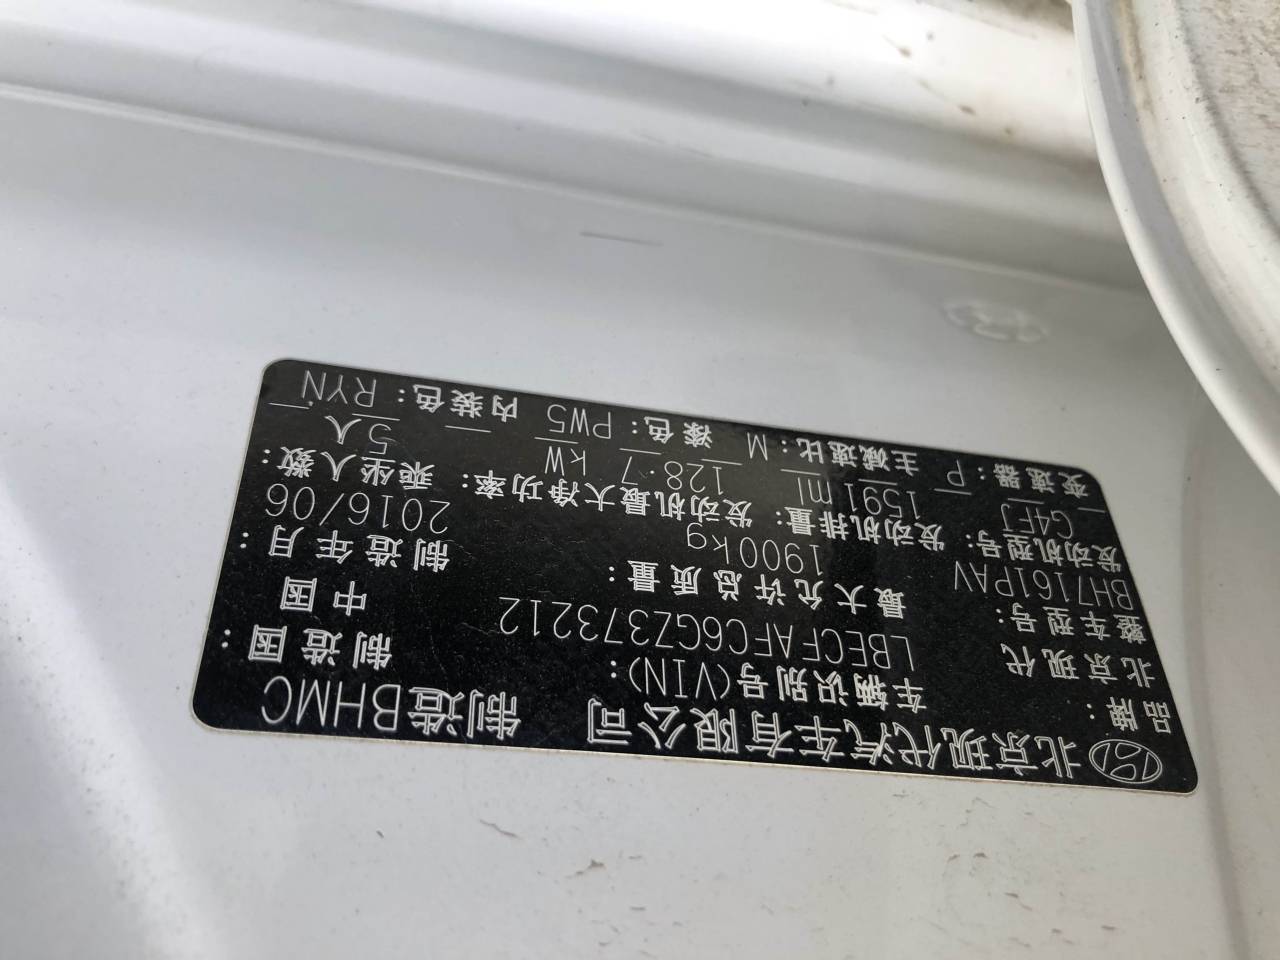 北京现代汽车有限公司 制造BHMC
品牌: 车辆识别号(VIN): 制造国:
北京现代 LBECFAFC6GZ373212 中国
整车型号: 最大允许总质量: 制造年月:
BH7161PAV 1900kg 2016/06
发动机型号: 发动机排量: 发动机最大净功率: 乘坐人数:
G4FJ 1591ml 128.7 kW 5人
变速器: P 主减速比: M 漆色: PW5 内装色: RYN